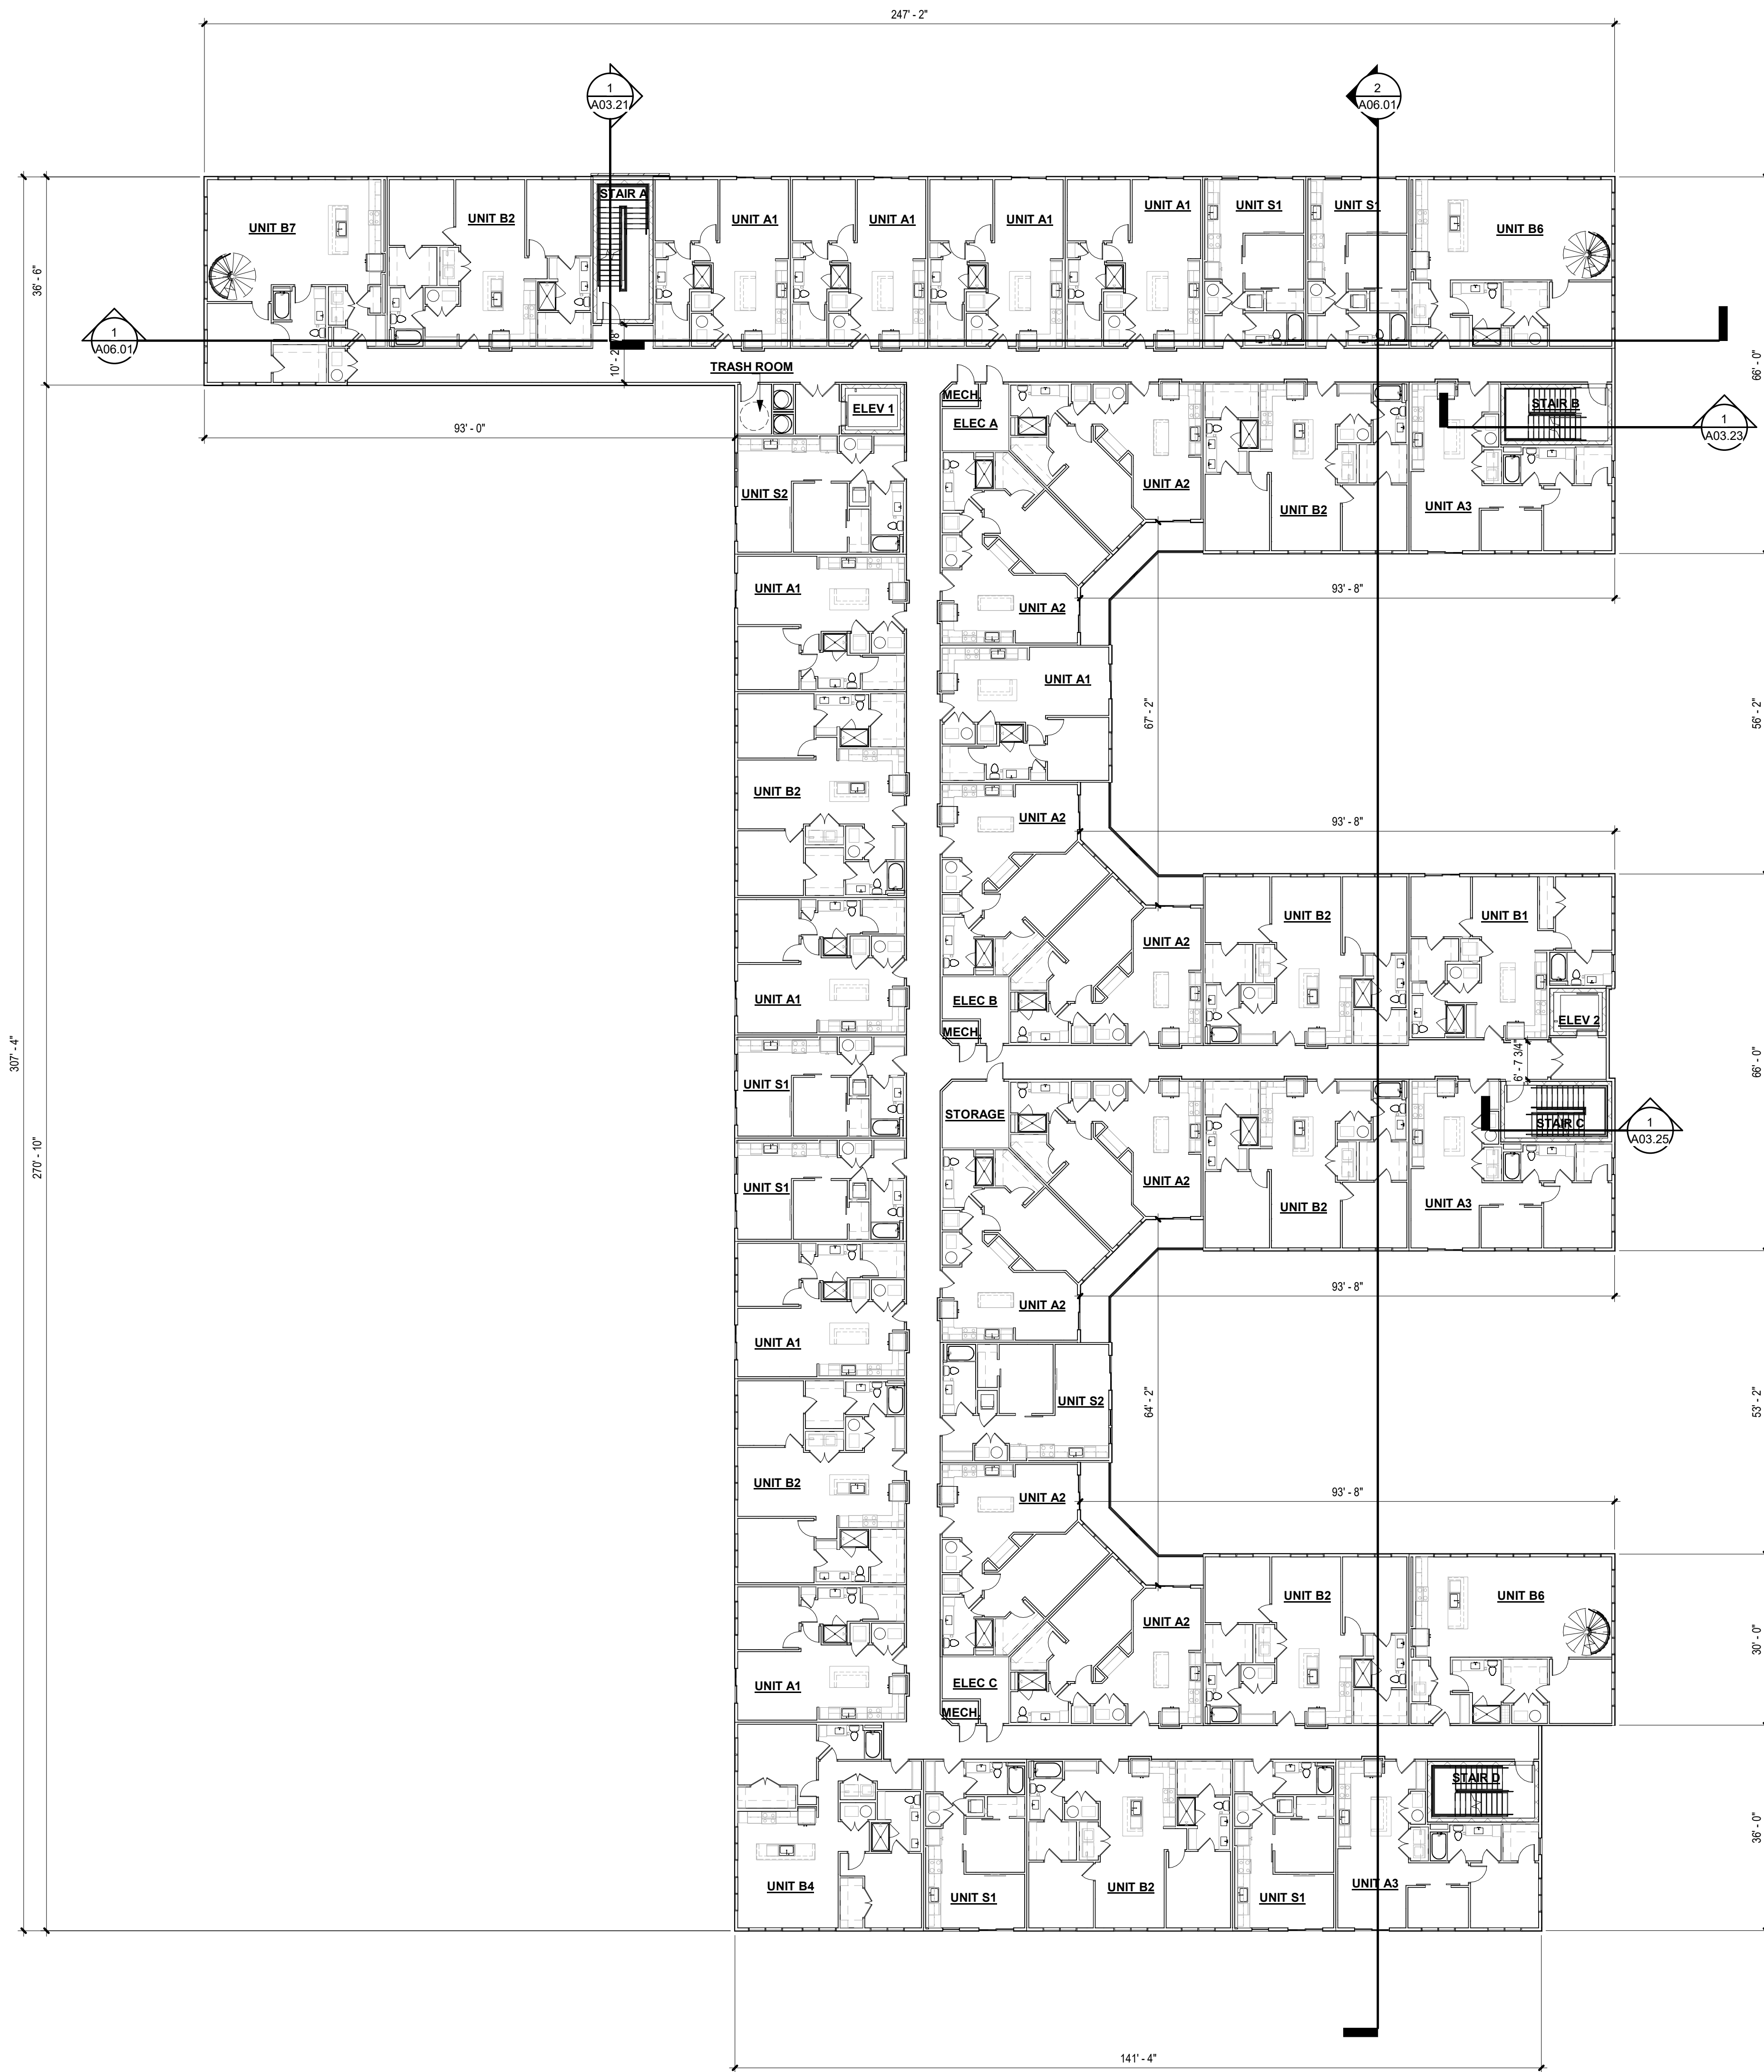 247' - 2"
1
A03.21
2
A06.01
STAIR A
UNIT B7
UNIT B2
UNIT A1
UNIT A1
UNIT A1
UNIT A1
UNIT S1
UNIT S1
UNIT B6
36' - 6"
66' - 0"
1
A06.01
TRASH ROOM
MECH.
ELEV 1
ELEC A
STAIR B
1
A03.23
93' - 0"
UNIT S2
UNIT A2
UNIT B2
UNIT A3
UNIT A1
UNIT A2
93' - 8"
UNIT A1
67' - 2"
56' - 2"
UNIT B2
UNIT A2
93' - 8"
UNIT A2
UNIT B2
UNIT B1
UNIT A1
ELEC B
MECH.
ELEV 2
307' - 4"
6' - 7 3/4"
66' - 0"
UNIT S1
STORAGE
STAIR C
1
A03.25
270' - 10"
UNIT S1
UNIT A2
UNIT B2
UNIT A3
93' - 8"
UNIT A2
UNIT A1
UNIT S2
64' - 2"
53' - 2"
UNIT B2
UNIT A2
93' - 8"
UNIT A2
UNIT B2
UNIT B6
30' - 0"
UNIT A1
ELEC C
MECH.
STAIR D
36' - 0"
UNIT B4
UNIT S1
UNIT B2
UNIT S1
UNIT A3
141' - 4"